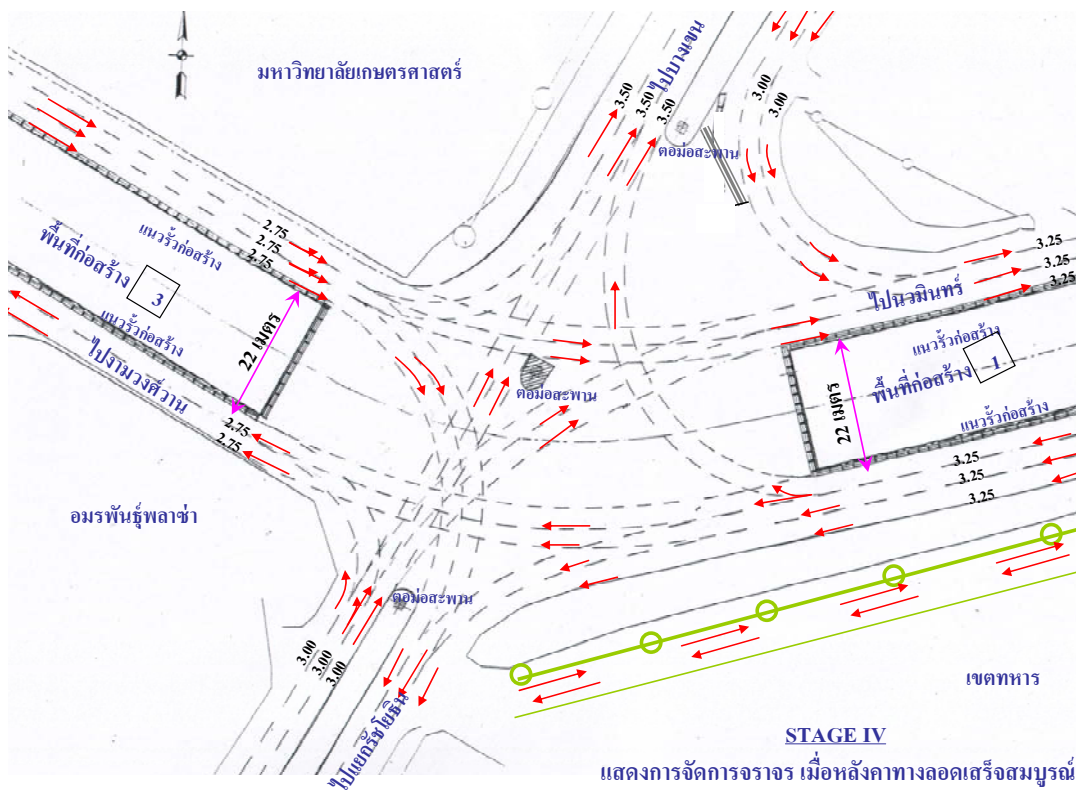 มหาวิทยาลัยเกษตรศาสตร์
ไปบางเขน
3.50
3.50
3.50
3.00
3.00
ตอม่อสะพาน
แนวรั้วก่อสร้าง
พื้นที่ก่อสร้าง
3
แนวรั้วก่อสร้าง
2.75
2.75
2.75
22 เมตร
ไปงามวงศ์วาน
2.75
2.75
3.25
3.25
3.25
ไปนวมินทร์
แนวรั้วก่อสร้าง
พื้นที่ก่อสร้าง
1
แนวรั้วก่อสร้าง
22 เมตร
ตอม่อสะพาน
3.25
3.25
3.25
อมรพันธุ์พลาซ่า
ตอม่อสะพาน
3.00
3.00
3.00
ไปแยกรัชโยธิน
เขตทหาร
STAGE IV
แสดงการจัดการจราจร เมื่อหลังคาทางลอดเสร็จสมบูรณ์